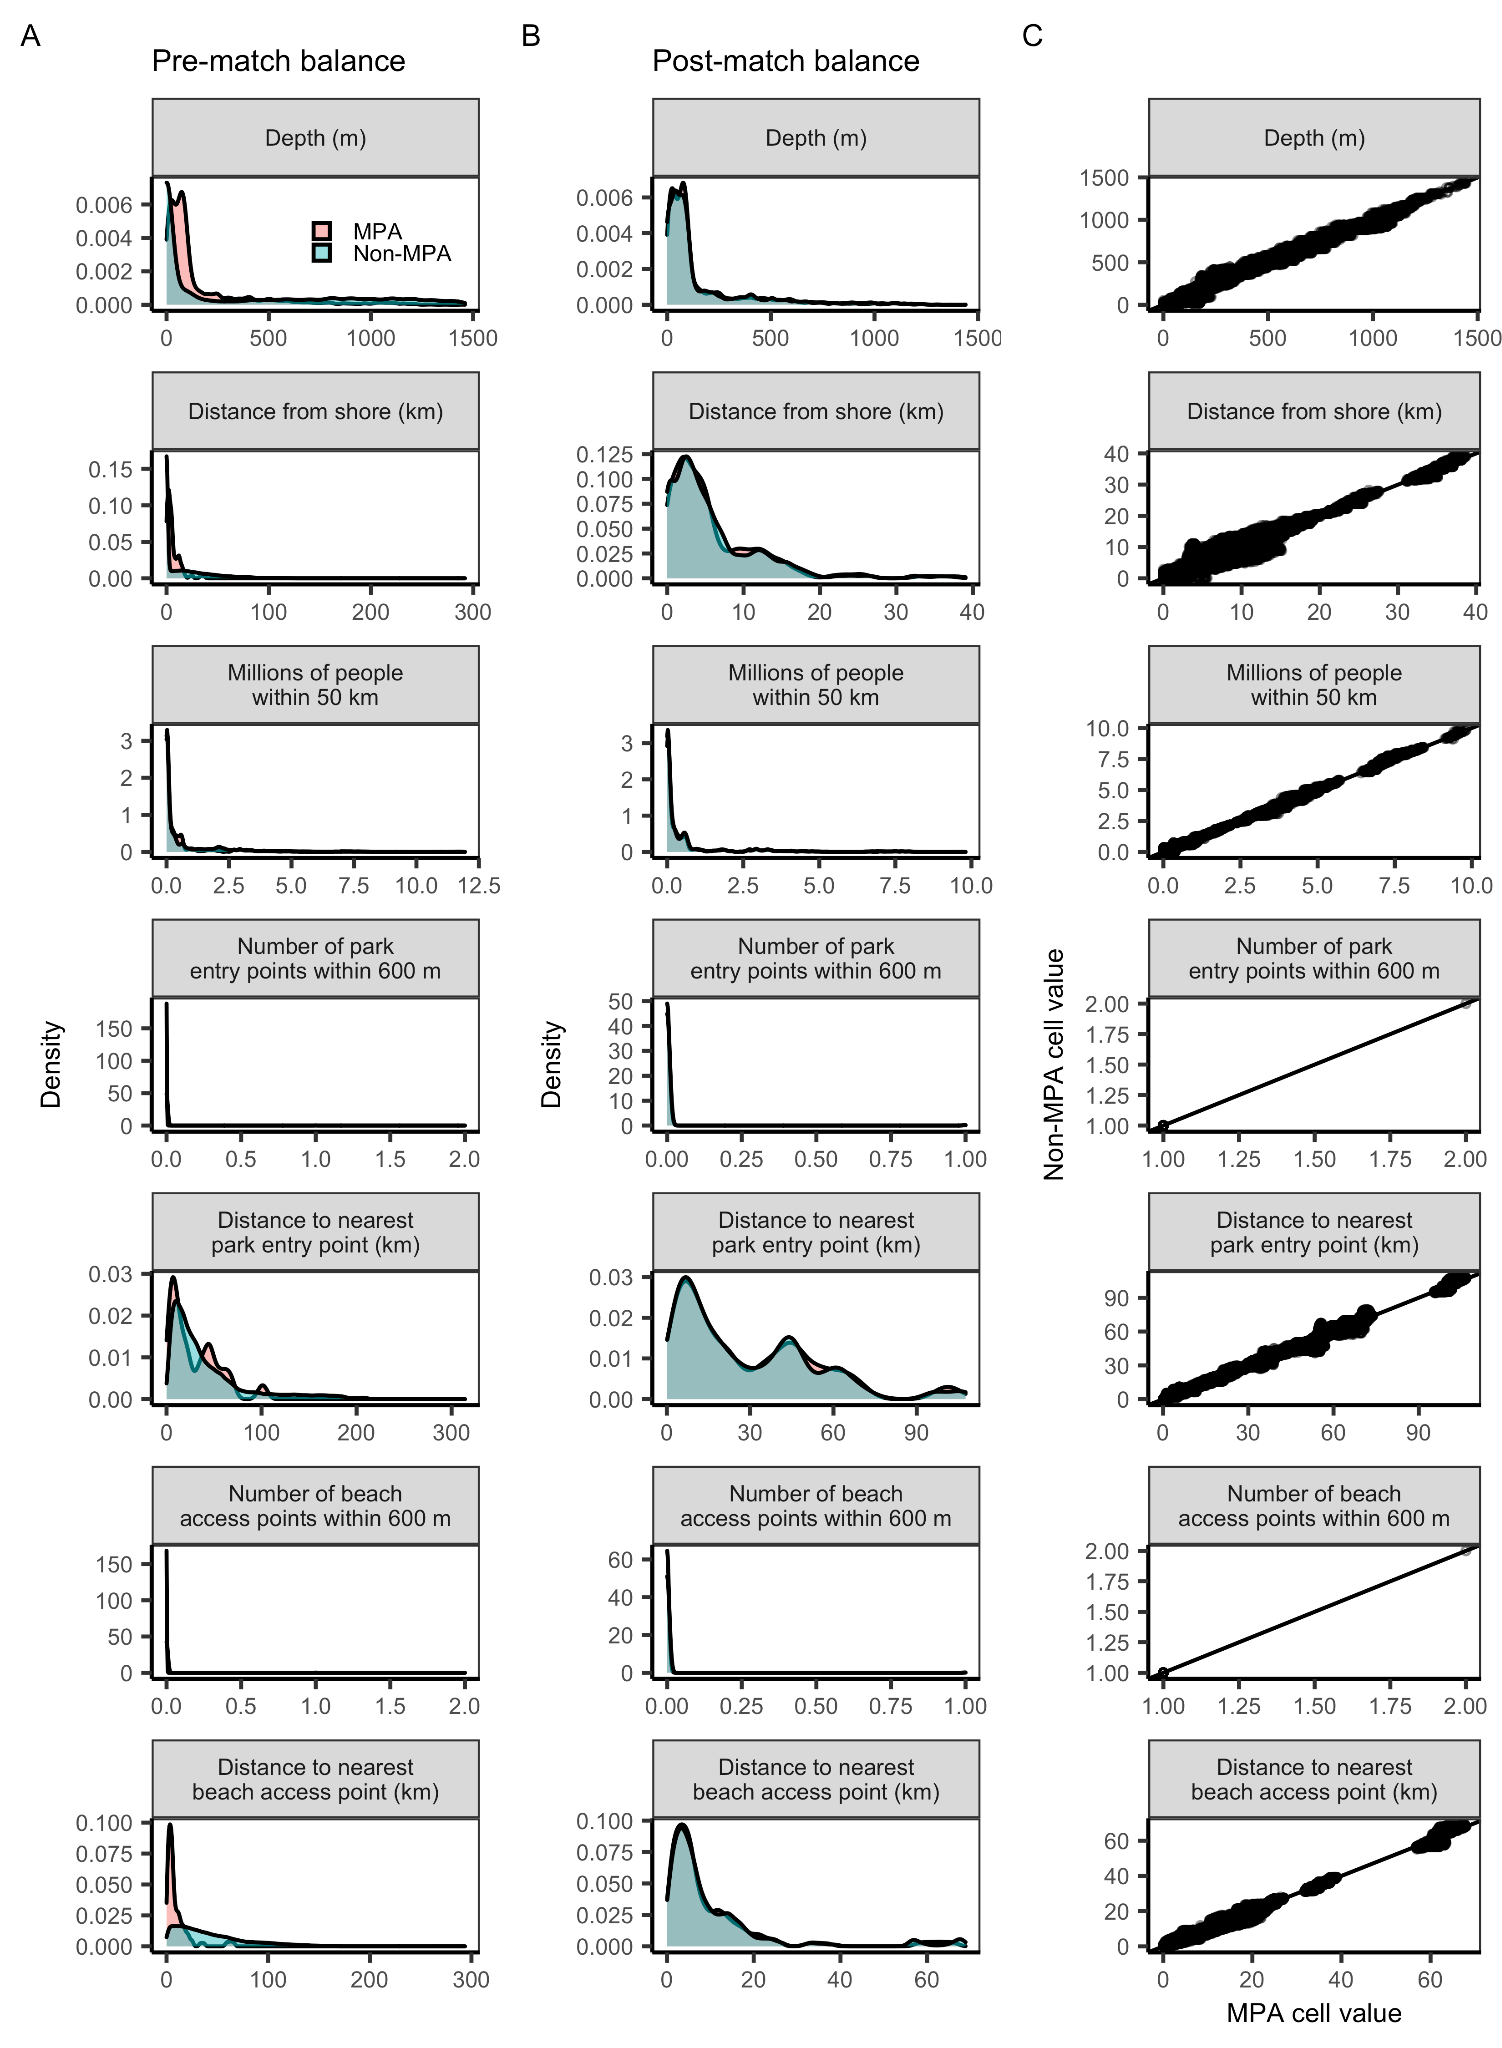 A
Pre-match balance
Depth (m)
0.006
0.004
0.002
0.000
MPA
Non-MPA
0 500 1000 1500
Distance from shore (km)
0.15
0.10
0.05
0.00
0 100 200 300
Millions of people
within 50 km
3
2
1
0
0.0 2.5 5.0 7.5 10.0 12.5
Number of park
entry points within 600 m
150
100
50
0
0.0 0.5 1.0 1.5 2.0
Density
Distance to nearest
park entry point (km)
0.03
0.02
0.01
0.00
0 100 200 300
Number of beach
access points within 600 m
150
100
50
0
0.0 0.5 1.0 1.5 2.0
Distance to nearest
beach access point (km)
0.100
0.075
0.050
0.025
0.000
0 100 200 300
B
Post-match balance
Depth (m)
0.006
0.004
0.002
0.000
0 500 1000 1500
Distance from shore (km)
0.125
0.100
0.075
0.050
0.025
0.000
0 10 20 30 40
Millions of people
within 50 km
3
2
1
0
0.0 2.5 5.0 7.5 10.0
Number of park
entry points within 600 m
50
40
30
20
10
0
0.00 0.25 0.50 0.75 1.00
Density
Distance to nearest
park entry point (km)
0.03
0.02
0.01
0.00
0 30 60 90
Number of beach
access points within 600 m
60
40
20
0
0.00 0.25 0.50 0.75 1.00
Distance to nearest
beach access point (km)
0.100
0.075
0.050
0.025
0.000
0 20 40 60
C
Depth (m)
1500
1000
500
0
0 500 1000 1500
Distance from shore (km)
40
30
20
10
0
0 10 20 30 40
Millions of people
within 50 km
10.0
7.5
5.0
2.5
0.0
0.0 2.5 5.0 7.5 10.0
Number of park
entry points within 600 m
2.00
1.75
1.50
1.25
1.00
1.00 1.25 1.50 1.75 2.00
Non-MPA cell value
Distance to nearest
park entry point (km)
90
60
30
0
0 30 60 90
Number of beach
access points within 600 m
2.00
1.75
1.50
1.25
1.00
1.00 1.25 1.50 1.75 2.00
Distance to nearest
beach access point (km)
60
40
20
0
0 20 40 60
MPA cell value